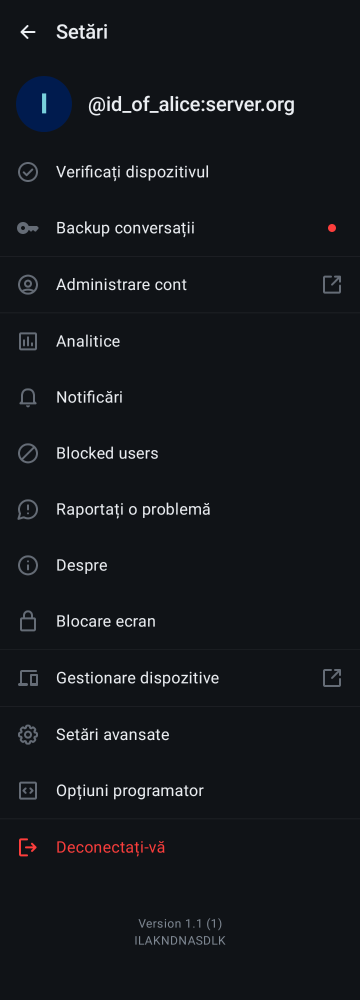 Setări
I
@id_of_alice:server.org
Verificați dispozitivul
Backup conversații
Administrare cont
Analitice
Notificări
Blocked users
Raportați o problemă
Despre
Blocare ecran
Gestionare dispozitive
Setări avansate
Opțiuni programator
Deconectați-vă
Version 1.1 (1)
ILAKNDNASDLK